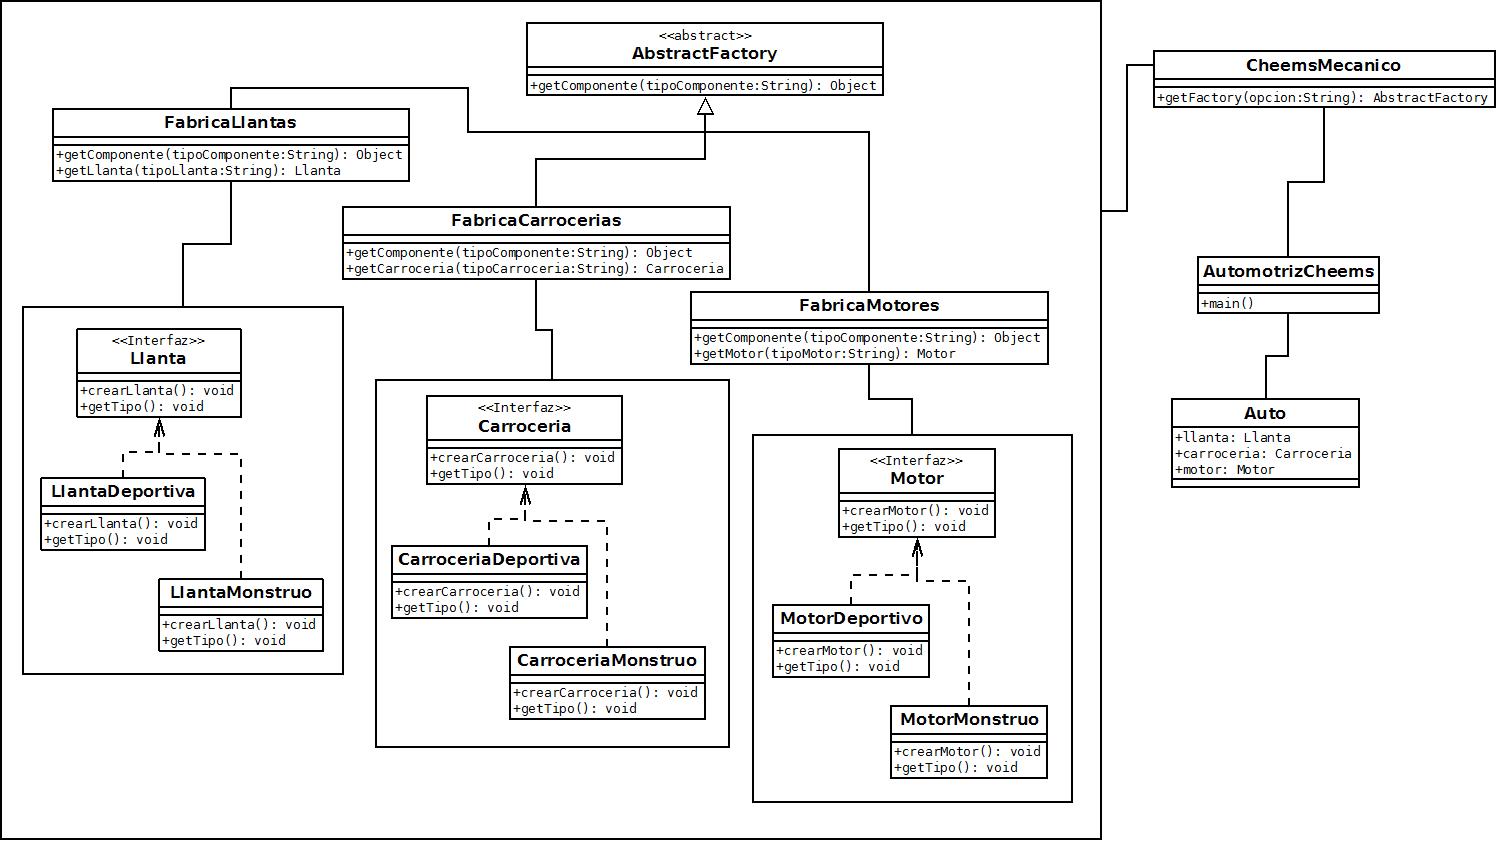 <<abstract>>
AbstractFactory
+getComponente(tipoComponente:String): Object
CheemsMecanico
+getFactory(opcion:String): AbstractFactory
FabricaLlantas
+getComponente(tipoComponente:String): Object
+getLlanta(tipoLlanta:String): Llanta
FabricaCarrocerias
+getComponente(tipoComponente:String): Object
+getCarroceria(tipoCarroceria:String): Carroceria
FabricaMotores
+getComponente(tipoComponente:String): Object
+getMotor(tipoMotor:String): Motor
AutomotrizCheems
+main()
Auto
+llanta: Llanta
+carroceria: Carroceria
+motor: Motor
<<Interfaz>>
Llanta
+crearLlanta(): void
+getTipo(): void
LlantaDeportiva
+crearLlanta(): void
+getTipo(): void
LlantaMonstruo
+crearLlanta(): void
+getTipo(): void
<<Interfaz>>
Carroceria
+crearCarroceria(): void
+getTipo(): void
CarroceriaDeportiva
+crearCarroceria(): void
+getTipo(): void
CarroceriaMonstruo
+crearCarroceria(): void
+getTipo(): void
<<Interfaz>>
Motor
+crearMotor(): void
+getTipo(): void
MotorDeportivo
+crearMotor(): void
+getTipo(): void
MotorMonstruo
+crearMotor(): void
+getTipo(): void